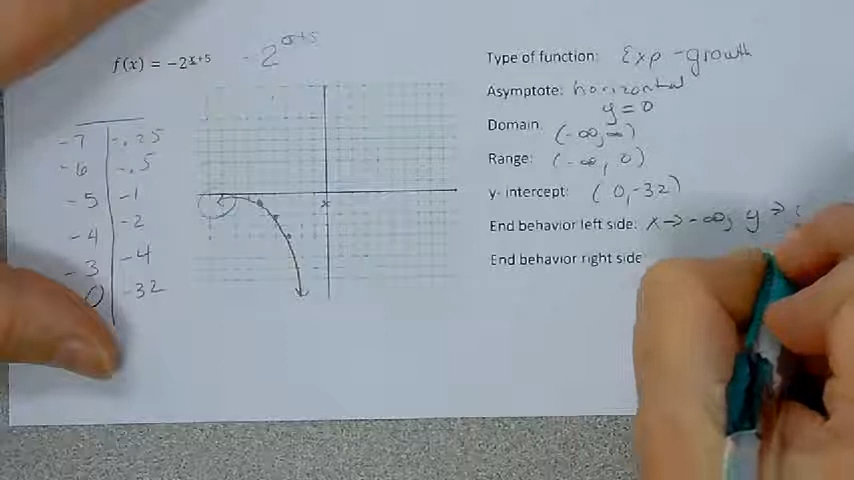 f(x) = −2^{x+5} -2^{0+5}
-7 | -.25
-6 | -.5
-5 | -1
-4 | -2
-3 | -4
0 | -32
Type of function: Exp - growth
Asymptote: horizontal
y = 0
Domain: (-∞, ∞)
Range: (-∞, 0)
y- intercept: (0, -32)
End behavior left side: x → -∞, y →
End behavior right side